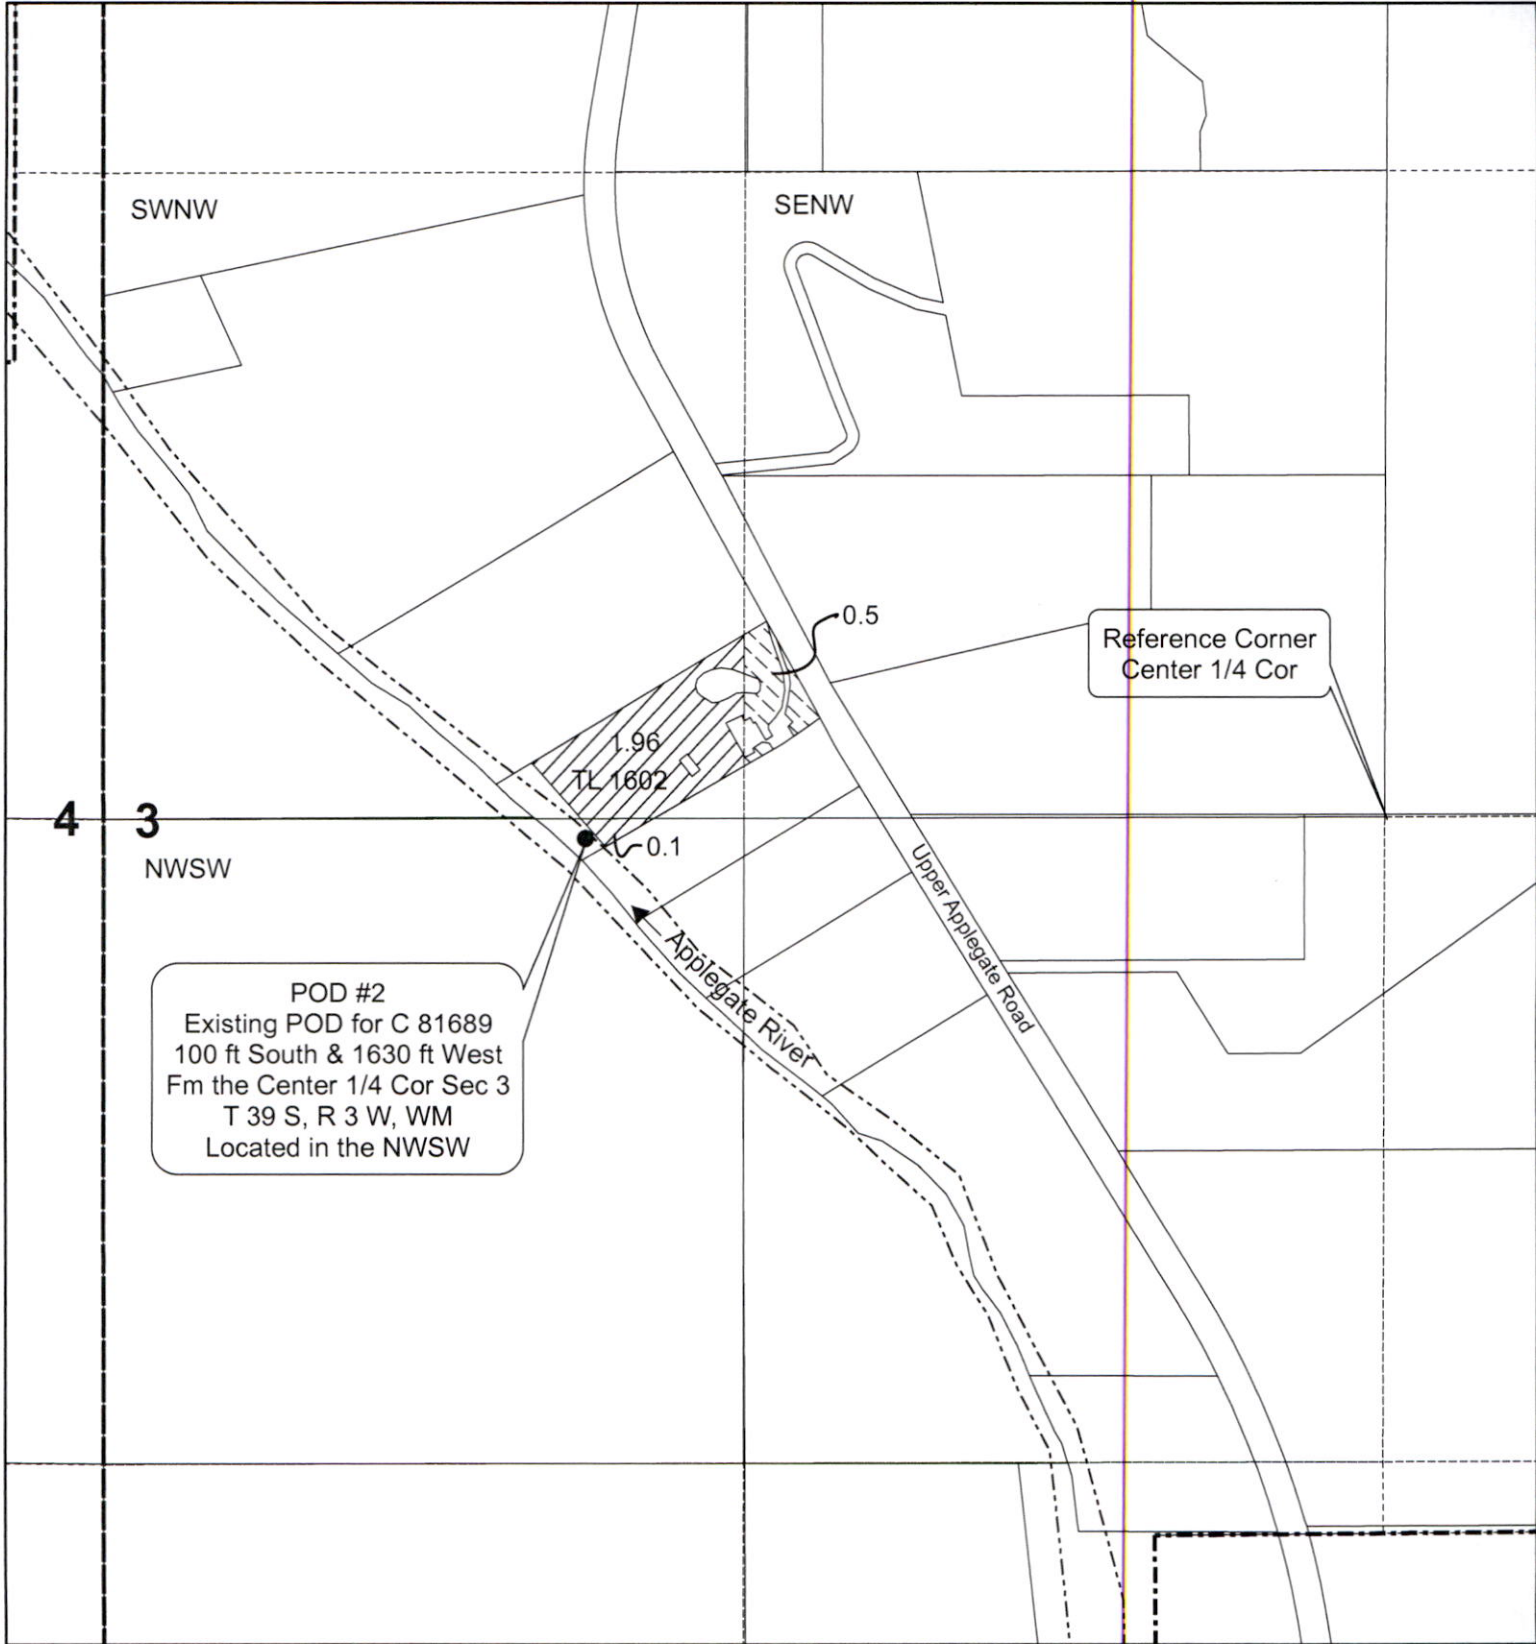 SWNW
SENW
0.5
Reference Corner
Center 1/4 Cor
1.96
TL 1602
4 3
NWSW
0.1
Upper Applegate Road
Applegate River
POD #2
Existing POD for C 81689
100 ft South & 1630 ft West
Fm the Center 1/4 Cor Sec 3
T 39 S, R 3 W, WM
Located in the NWSW